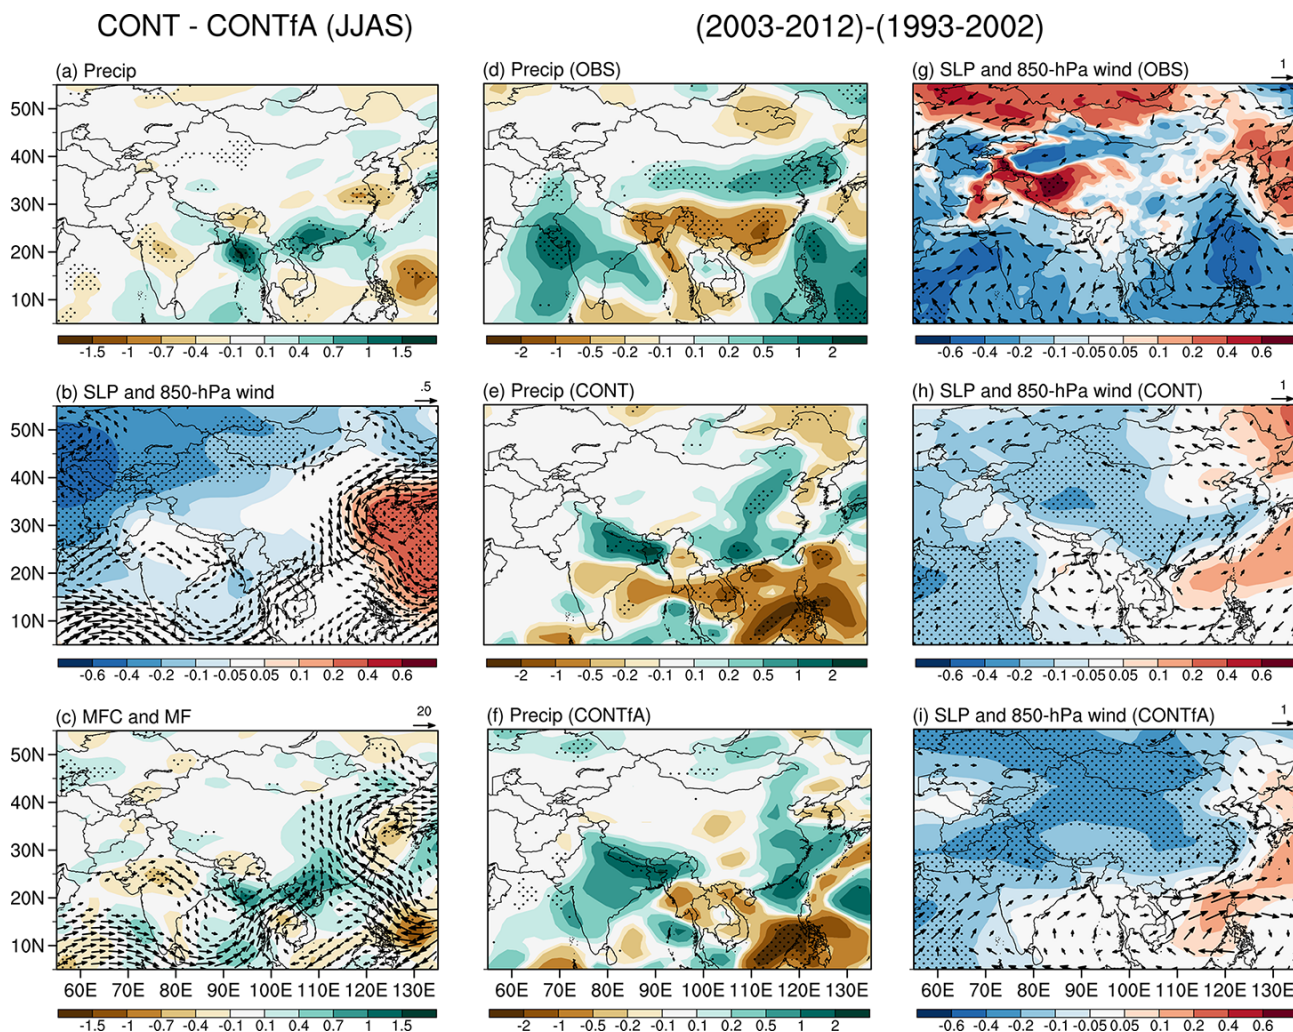 CONT - CONTfA (JJAS)
(2003-2012)-(1993-2002)
(a) Precip
50N
40N
30N
20N
10N
-1.5 -1 -0.7 -0.4 -0.1 0.1 0.4 0.7 1 1.5
(d) Precip (OBS)
-2 -1 -0.5 -0.2 -0.1 0.1 0.2 0.5 1 2
(g) SLP and 850-hPa wind (OBS)
1
-0.6 -0.4 -0.2 -0.1 -0.05 0.05 0.1 0.2 0.4 0.6
(b) SLP and 850-hPa wind
.5
50N
40N
30N
20N
10N
-0.6 -0.4 -0.2 -0.1 -0.05 0.05 0.1 0.2 0.4 0.6
(e) Precip (CONT)
-2 -1 -0.5 -0.2 -0.1 0.1 0.2 0.5 1 2
(h) SLP and 850-hPa wind (CONT)
1
-0.6 -0.4 -0.2 -0.1 -0.05 0.05 0.1 0.2 0.4 0.6
(c) MFC and MF
20
50N
40N
30N
20N
10N
60E 70E 80E 90E 100E 110E 120E 130E
-1.5 -1 -0.7 -0.4 -0.1 0.1 0.4 0.7 1 1.5
(f) Precip (CONTfA)
60E 70E 80E 90E 100E 110E 120E 130E
-2 -1 -0.5 -0.2 -0.1 0.1 0.2 0.5 1 2
(i) SLP and 850-hPa wind (CONTfA)
1
60E 70E 80E 90E 100E 110E 120E 130E
-0.6 -0.4 -0.2 -0.1 -0.05 0.05 0.1 0.2 0.4 0.6